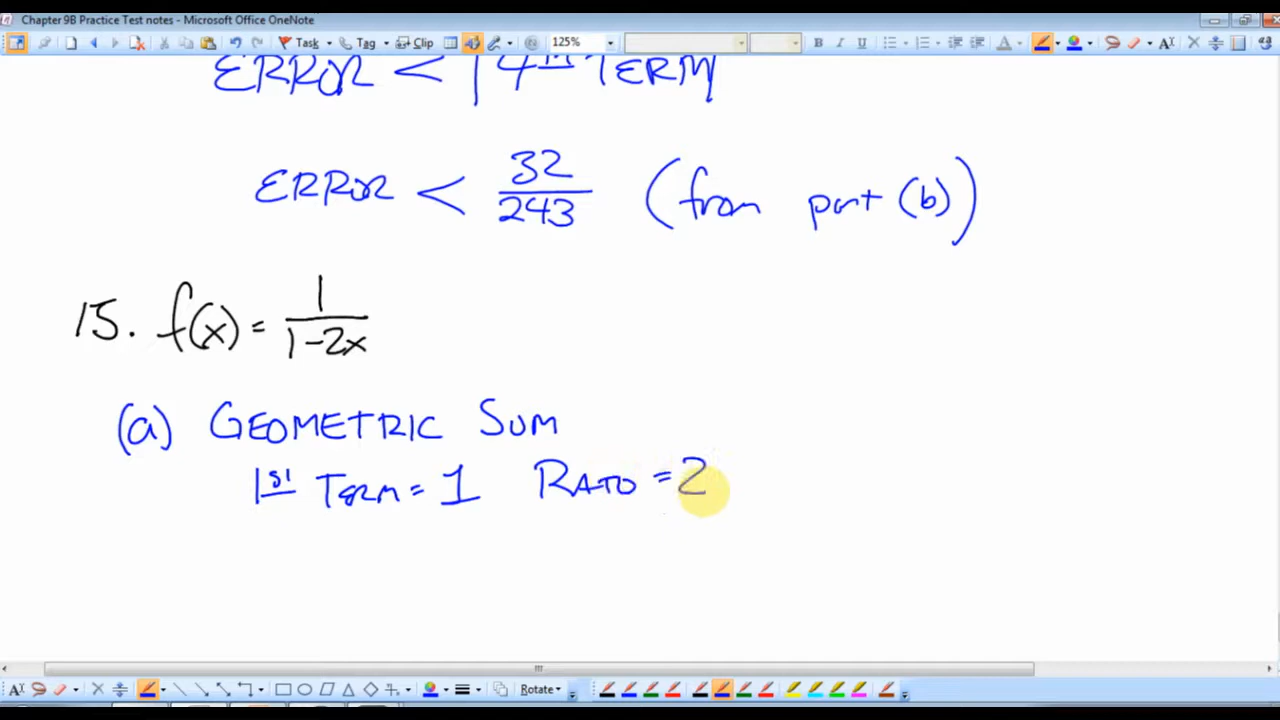 Chapter 9B Practice Test notes - Microsoft Office OneNote
Task Tag Clip 125% B I U
ERROR < | 4th TERM
ERROR < 32/243 (from part (b))
15. f(x) = 1/(1-2x)
(a) GEOMETRIC SUM
1st TERM = 1 RATO = 2
Rotate